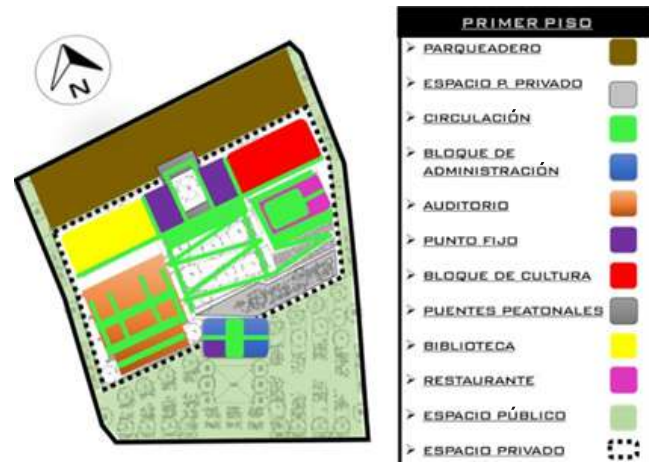 N
PRIMER PISO
PARQUEADERO
ESPACIO P. PRIVADO
CIRCULACIÓN
BLOQUE DE
ADMINISTRACIÓN
AUDITORIO
PUNTO FIJO
BLOQUE DE CULTURA
PUENTES PEATONALES
BIBLIOTECA
RESTAURANTE
ESPACIO PÚBLICO
ESPACIO PRIVADO